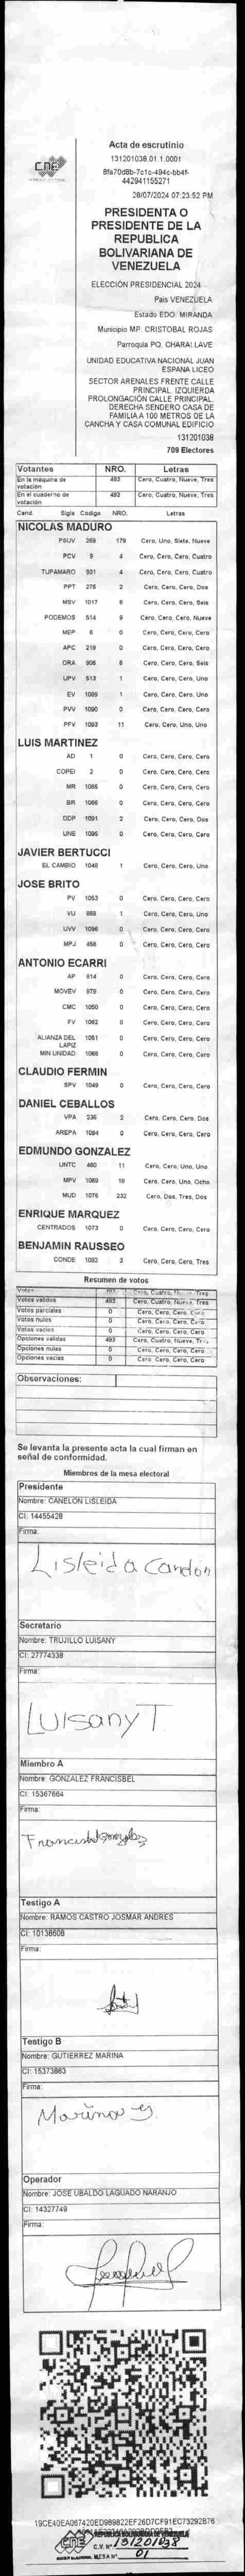 CNE
Acta de escrutinio
131201038.01.1.0001
8fa70d8b-7c1c-494c-bb4f-
442941155271
28/07/2024 07:23:52 PM
PRESIDENTA O
PRESIDENTE DE LA
REPUBLICA
BOLIVARIANA DE
VENEZUELA
ELECCIÓN PRESIDENCIAL 2024
Pais VENEZUELA
Estado EDO. MIRANDA
Municipio MP. CRISTOBAL ROJAS
Parroquia PQ. CHARALLAVE
UNIDAD EDUCATIVA NACIONAL JUAN
ESPANA LICEO
SECTOR ARENALES FRENTE CALLE
PRINCIPAL. IZQUIERDA
PROLONGACIÓN CALLE PRINCIPAL.
DERECHA SENDERO CASA DE
FAMILIA A 100 METROS DE LA
CANCHA Y CASA COMUNAL EDIFICIO
131201038
709 Electores
Votantes NRO. Letras
En la máquina de votación 493 Cero, Cuatro, Nueve, Tres
En el cuaderno de votación 493 Cero, Cuatro, Nueve, Tres
Cand. Sigla Codigo NRO. Letras
NICOLAS MADURO
PSUV 269 179 Cero, Uno, Siete, Nueve
PCV 9 4 Cero, Cero, Cero, Cuatro
TUPAMARO 931 4 Cero, Cero, Cero, Cuatro
PPT 276 2 Cero, Cero, Cero, Dos
MSV 1017 6 Cero, Cero, Cero, Seis
PODEMOS 514 9 Cero, Cero, Cero, Nueve
MEP 6 0 Cero, Cero, Cero, Cero
APC 219 0 Cero, Cero, Cero, Cero
ORA 906 6 Cero, Cero, Cero, Seis
UPV 513 1 Cero, Cero, Cero, Uno
EV 1089 1 Cero, Cero, Cero, Uno
PVV 1090 0 Cero, Cero, Cero, Cero
PFV 1093 11 Cero, Cero, Uno, Uno
LUIS MARTINEZ
AD 1 0 Cero, Cero, Cero, Cero
COPEI 2 0 Cero, Cero, Cero, Cero
MR 1065 0 Cero, Cero, Cero, Cero
BR 1066 0 Cero, Cero, Cero, Cero
DDP 1091 2 Cero, Cero, Cero, Dos
UNE 1095 0 Cero, Cero, Cero, Cero
JAVIER BERTUCCI
EL CAMBIO 1048 1 Cero, Cero, Cero, Uno
JOSE BRITO
PV 1053 0 Cero, Cero, Cero, Cero
VU 868 1 Cero, Cero, Cero, Uno
UVV 1096 0 Cero, Cero, Cero, Cero
MPJ 458 0 Cero, Cero, Cero, Cero
ANTONIO ECARRI
AP 814 0 Cero, Cero, Cero, Cero
MOVEV 979 0 Cero, Cero, Cero, Cero
CMC 1050 0 Cero, Cero, Cero, Cero
FV 1062 0 Cero, Cero, Cero, Cero
ALIANZA DEL LAPIZ 1051 0 Cero, Cero, Cero, Cero
MIN UNIDAD 1068 0 Cero, Cero, Cero, Cero
CLAUDIO FERMIN
SPV 1049 0 Cero, Cero, Cero, Cero
DANIEL CEBALLOS
VPA 236 2 Cero, Cero, Cero, Dos
AREPA 1094 0 Cero, Cero, Cero, Cero
EDMUNDO GONZALEZ
UNTC 460 11 Cero, Cero, Uno, Uno
MPV 1069 18 Cero, Cero, Uno, Ocho
MUD 1076 232 Cero, Dos, Tres, Dos
ENRIQUE MARQUEZ
CENTRADOS 1073 0 Cero, Cero, Cero, Cero
BENJAMIN RAUSSEO
CONDE 1092 3 Cero, Cero, Cero, Tres
Resumen de votos
Votos 493 Cero, Cuatro, Nueve, Tres
Votos validos 493 Cero, Cuatro, Nueve, Tres
Votos parciales 0 Cero, Cero, Cero, Cero
Votos nulos 0 Cero, Cero, Cero, Cero
Votos vacios 0 Cero, Cero, Cero, Cero
Opciones validas 493 Cero, Cuatro, Nueve, Tres
Opciones nulas 0 Cero, Cero, Cero, Cero
Opciones vacias 0 Cero, Cero, Cero, Cero
Observaciones:
Se levanta la presente acta la cual firman en
señal de conformidad.
Miembros de la mesa electoral
Presidente
Nombre: CANELON LISLEIDA
CI: 14455428
Firma:
Lisleida Canelón
Secretario
Nombre: TRUJILLO LUISANY
CI: 27774338
Firma:
Luisany T
Miembro A
Nombre: GONZALEZ FRANCISBEL
CI: 15367664
Firma:
Francisbel Gonzalez
Testigo A
Nombre: RAMOS CASTRO JOSMAR ANDRES
CI: 10138608
Firma:
Testigo B
Nombre: GUTIERREZ MARINA
CI: 15373863
Firma:
Marina G
Operador
Nombre: JOSE UBALDO LAGUADO NARANJO
CI: 14327749
Firma:
19CE40EA067420ED989822EF26D7CF91EC73292B76
REPÚBLICA BOLIVARIANA DE VENEZUELA
CNE C.V. N° 131201038
MESA N° 01